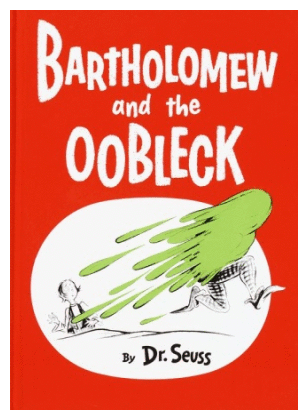 BARTHOLOMEW
and the
OOBLECK
By Dr. Seuss